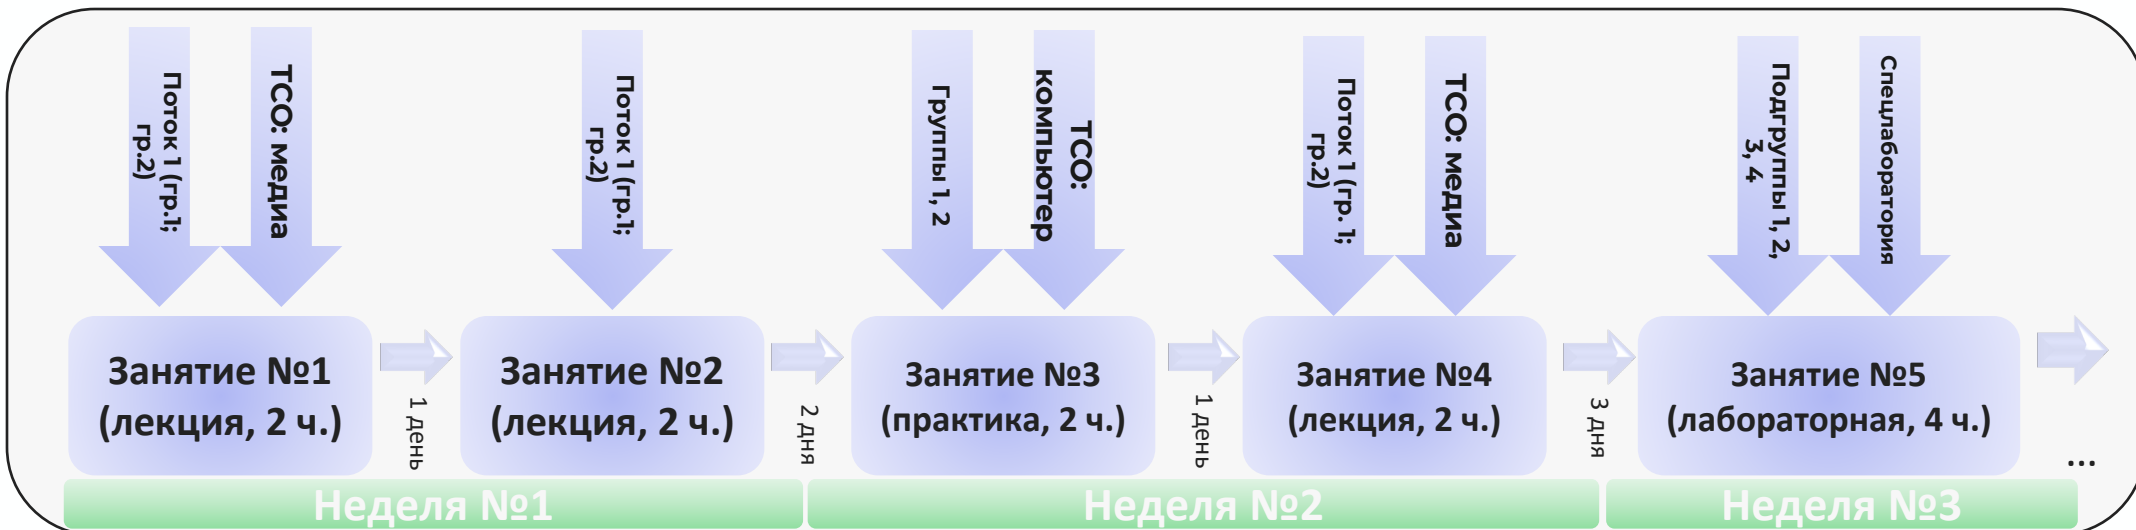 Поток 1 (гр.1;
гр.2)
ТСО: медиа
Поток 1 (гр.1;
гр.2)
Группы 1, 2
ТСО:
компьютер
Поток 1 (гр. 1;
гр.2)
ТСО: медиа
Подгруппы 1, 2,
3, 4
Спецлаборатория
Занятие №1
(лекция, 2 ч.)
1 день
Занятие №2
(лекция, 2 ч.)
2 дня
Занятие №3
(практика, 2 ч.)
1 день
Занятие №4
(лекция, 2 ч.)
3 дня
Занятие №5
(лабораторная, 4 ч.)
...
Неделя №1
Неделя №2
Неделя №3